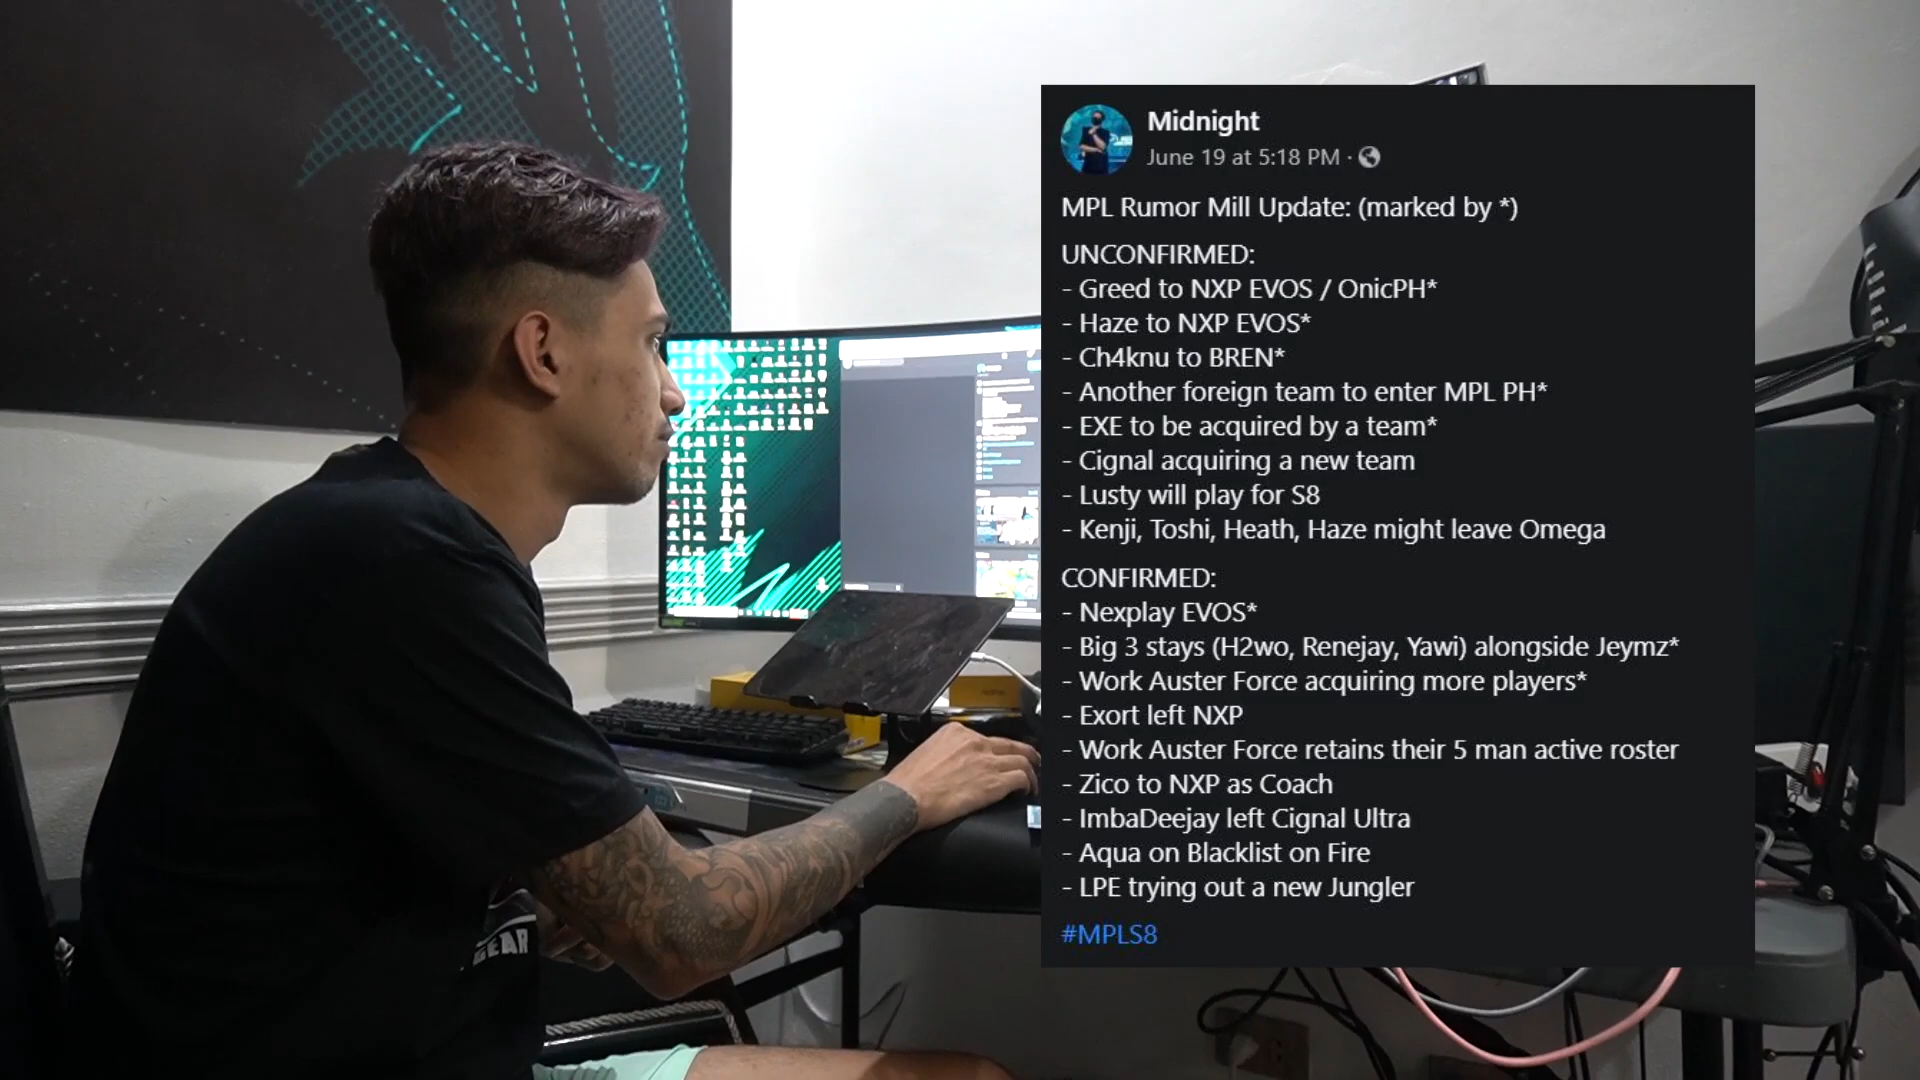 Midnight
June 19 at 5:18 PM ·
MPL Rumor Mill Update: (marked by *)
UNCONFIRMED:
- Greed to NXP EVOS / OnicPH*
- Haze to NXP EVOS*
- Ch4knu to BREN*
- Another foreign team to enter MPL PH*
- EXE to be acquired by a team*
- Cignal acquiring a new team
- Lusty will play for S8
- Kenji, Toshi, Heath, Haze might leave Omega
CONFIRMED:
- Nexplay EVOS*
- Big 3 stays (H2wo, Renejay, Yawi) alongside Jeymz*
- Work Auster Force acquiring more players*
- Exort left NXP
- Work Auster Force retains their 5 man active roster
- Zico to NXP as Coach
- ImbaDeejay left Cignal Ultra
- Aqua on Blacklist on Fire
- LPE trying out a new Jungler
#MPLS8
GEAR